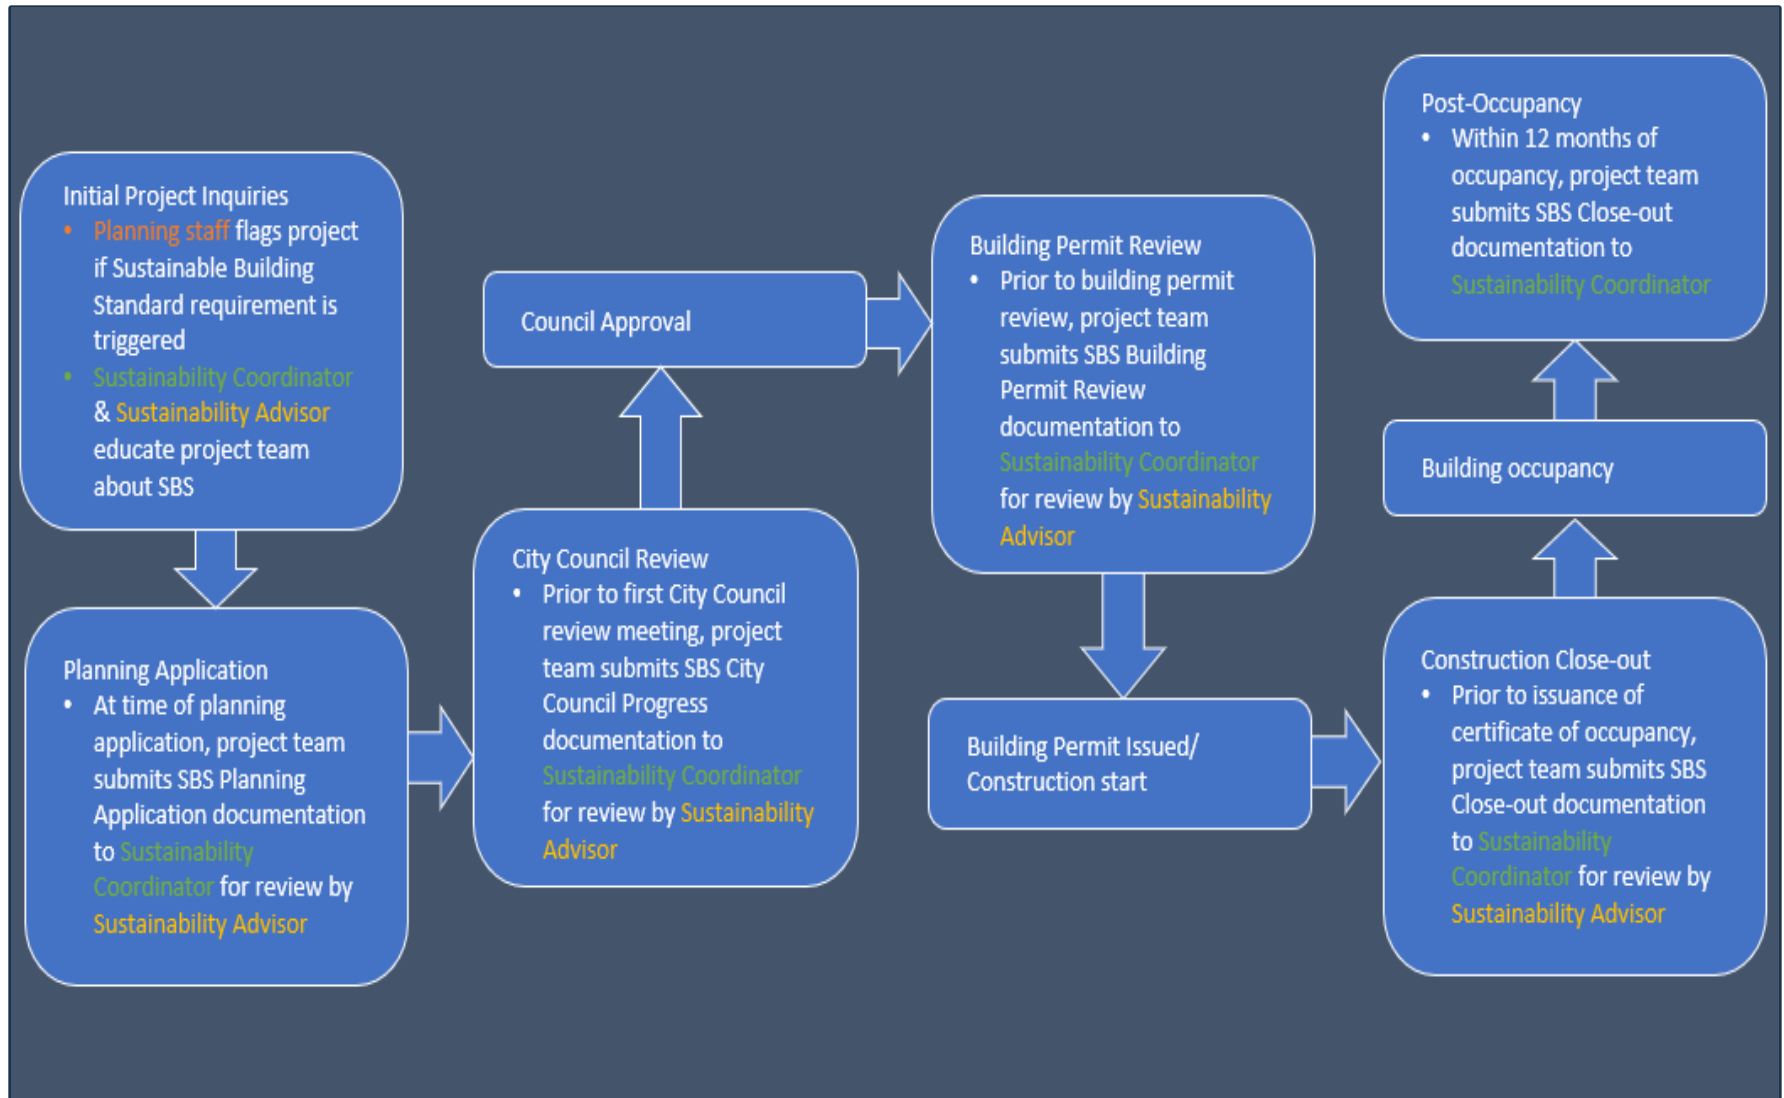 Initial Project Inquiries
• Planning staff flags project
if Sustainable Building
Standard requirement is
triggered
• Sustainability Coordinator
& Sustainability Advisor
educate project team
about SBS
Planning Application
• At time of planning
application, project team
submits SBS Planning
Application documentation
to Sustainability
Coordinator for review by
Sustainability Advisor
City Council Review
• Prior to first City Council
review meeting, project
team submits SBS City
Council Progress
documentation to
Sustainability Coordinator
for review by Sustainability
Advisor
Council Approval
Building Permit Review
• Prior to building permit
review, project team
submits SBS Building
Permit Review
documentation to
Sustainability Coordinator
for review by Sustainability
Advisor
Building Permit Issued/
Construction start
Construction Close-out
• Prior to issuance of
certificate of occupancy,
project team submits SBS
Close-out documentation
to Sustainability
Coordinator for review by
Sustainability Advisor
Building occupancy
Post-Occupancy
• Within 12 months of
occupancy, project team
submits SBS Close-out
documentation to
Sustainability Coordinator